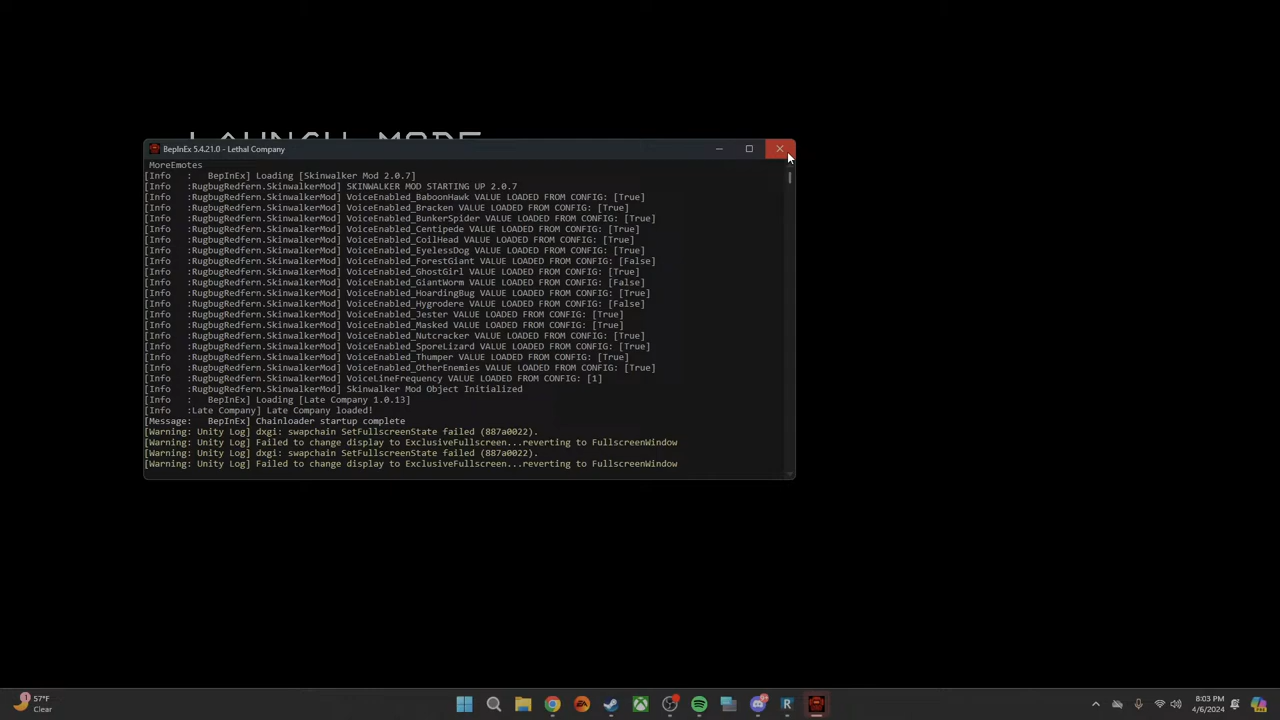 LAUNCH MODE
BepInEx 5.4.21.0 - Lethal Company
MoreEmotes
[Info   :   BepInEx] Loading [Skinwalker Mod 2.0.7]
[Info   :RugbugRedfern.SkinwalkerMod] SKINWALKER MOD STARTING UP 2.0.7
[Info   :RugbugRedfern.SkinwalkerMod] VoiceEnabled_BaboonHawk VALUE LOADED FROM CONFIG: [True]
[Info   :RugbugRedfern.SkinwalkerMod] VoiceEnabled_Bracken VALUE LOADED FROM CONFIG: [True]
[Info   :RugbugRedfern.SkinwalkerMod] VoiceEnabled_BunkerSpider VALUE LOADED FROM CONFIG: [True]
[Info   :RugbugRedfern.SkinwalkerMod] VoiceEnabled_Centipede VALUE LOADED FROM CONFIG: [True]
[Info   :RugbugRedfern.SkinwalkerMod] VoiceEnabled_CoilHead VALUE LOADED FROM CONFIG: [True]
[Info   :RugbugRedfern.SkinwalkerMod] VoiceEnabled_EyelessDog VALUE LOADED FROM CONFIG: [True]
[Info   :RugbugRedfern.SkinwalkerMod] VoiceEnabled_ForestGiant VALUE LOADED FROM CONFIG: [False]
[Info   :RugbugRedfern.SkinwalkerMod] VoiceEnabled_GhostGirl VALUE LOADED FROM CONFIG: [True]
[Info   :RugbugRedfern.SkinwalkerMod] VoiceEnabled_GiantWorm VALUE LOADED FROM CONFIG: [False]
[Info   :RugbugRedfern.SkinwalkerMod] VoiceEnabled_HoardingBug VALUE LOADED FROM CONFIG: [True]
[Info   :RugbugRedfern.SkinwalkerMod] VoiceEnabled_Hygrodere VALUE LOADED FROM CONFIG: [False]
[Info   :RugbugRedfern.SkinwalkerMod] VoiceEnabled_Jester VALUE LOADED FROM CONFIG: [True]
[Info   :RugbugRedfern.SkinwalkerMod] VoiceEnabled_Masked VALUE LOADED FROM CONFIG: [True]
[Info   :RugbugRedfern.SkinwalkerMod] VoiceEnabled_Nutcracker VALUE LOADED FROM CONFIG: [True]
[Info   :RugbugRedfern.SkinwalkerMod] VoiceEnabled_SporeLizard VALUE LOADED FROM CONFIG: [True]
[Info   :RugbugRedfern.SkinwalkerMod] VoiceEnabled_Thumper VALUE LOADED FROM CONFIG: [True]
[Info   :RugbugRedfern.SkinwalkerMod] VoiceEnabled_OtherEnemies VALUE LOADED FROM CONFIG: [True]
[Info   :RugbugRedfern.SkinwalkerMod] VoiceLineFrequency VALUE LOADED FROM CONFIG: [1]
[Info   :RugbugRedfern.SkinwalkerMod] Skinwalker Mod Object Initialized
[Info   :   BepInEx] Loading [Late Company 1.0.13]
[Info   :Late Company] Late Company loaded!
[Message:   BepInEx] Chainloader startup complete
[Warning: Unity Log] dxgi: swapchain SetFullscreenState failed (887a0022).
[Warning: Unity Log] Failed to change display to ExclusiveFullscreen...reverting to FullscreenWindow
[Warning: Unity Log] dxgi: swapchain SetFullscreenState failed (887a0022).
[Warning: Unity Log] Failed to change display to ExclusiveFullscreen...reverting to FullscreenWindow
57°F
Clear
8:03 PM
4/6/2024